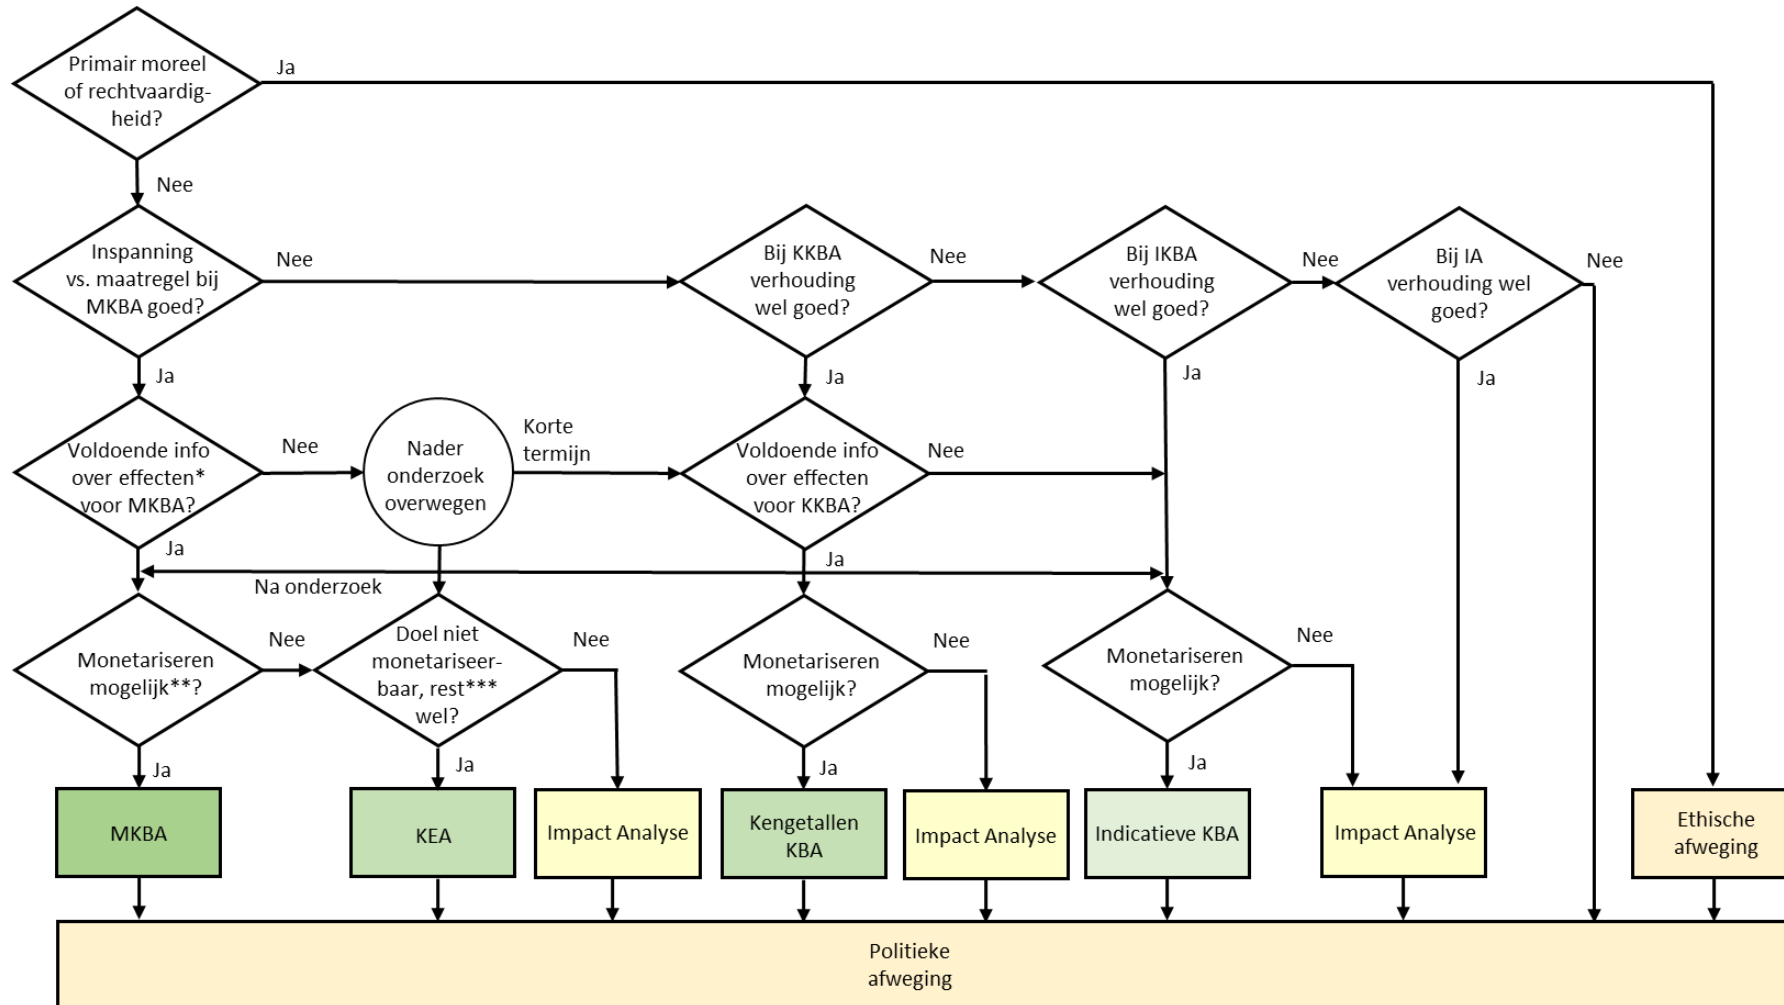 Primair moreel
of rechtvaardig-
heid?
Ja
Nee
Inspanning
vs. maatregel bij
MKBA goed?
Nee
Bij KKBA
verhouding
wel goed?
Nee
Bij IKBA
verhouding
wel goed?
Nee
Bij IA
verhouding wel
goed?
Nee
Ja
Ja
Ja
Ja
Voldoende info
over effecten*
voor MKBA?
Nee
Nader
onderzoek
overwegen
Korte
termijn
Voldoende info
over effecten
voor KKBA?
Nee
Ja
Ja
Na onderzoek
Monetariseren
mogelijk**?
Nee
Doel niet
monetariseer-
baar, rest***
wel?
Nee
Monetariseren
mogelijk?
Nee
Monetariseren
mogelijk?
Nee
Ja
Ja
Ja
Ja
MKBA
KEA
Impact Analyse
Kengetallen
KBA
Impact Analyse
Indicatieve KBA
Impact Analyse
Ethische
afweging
Politieke
afweging